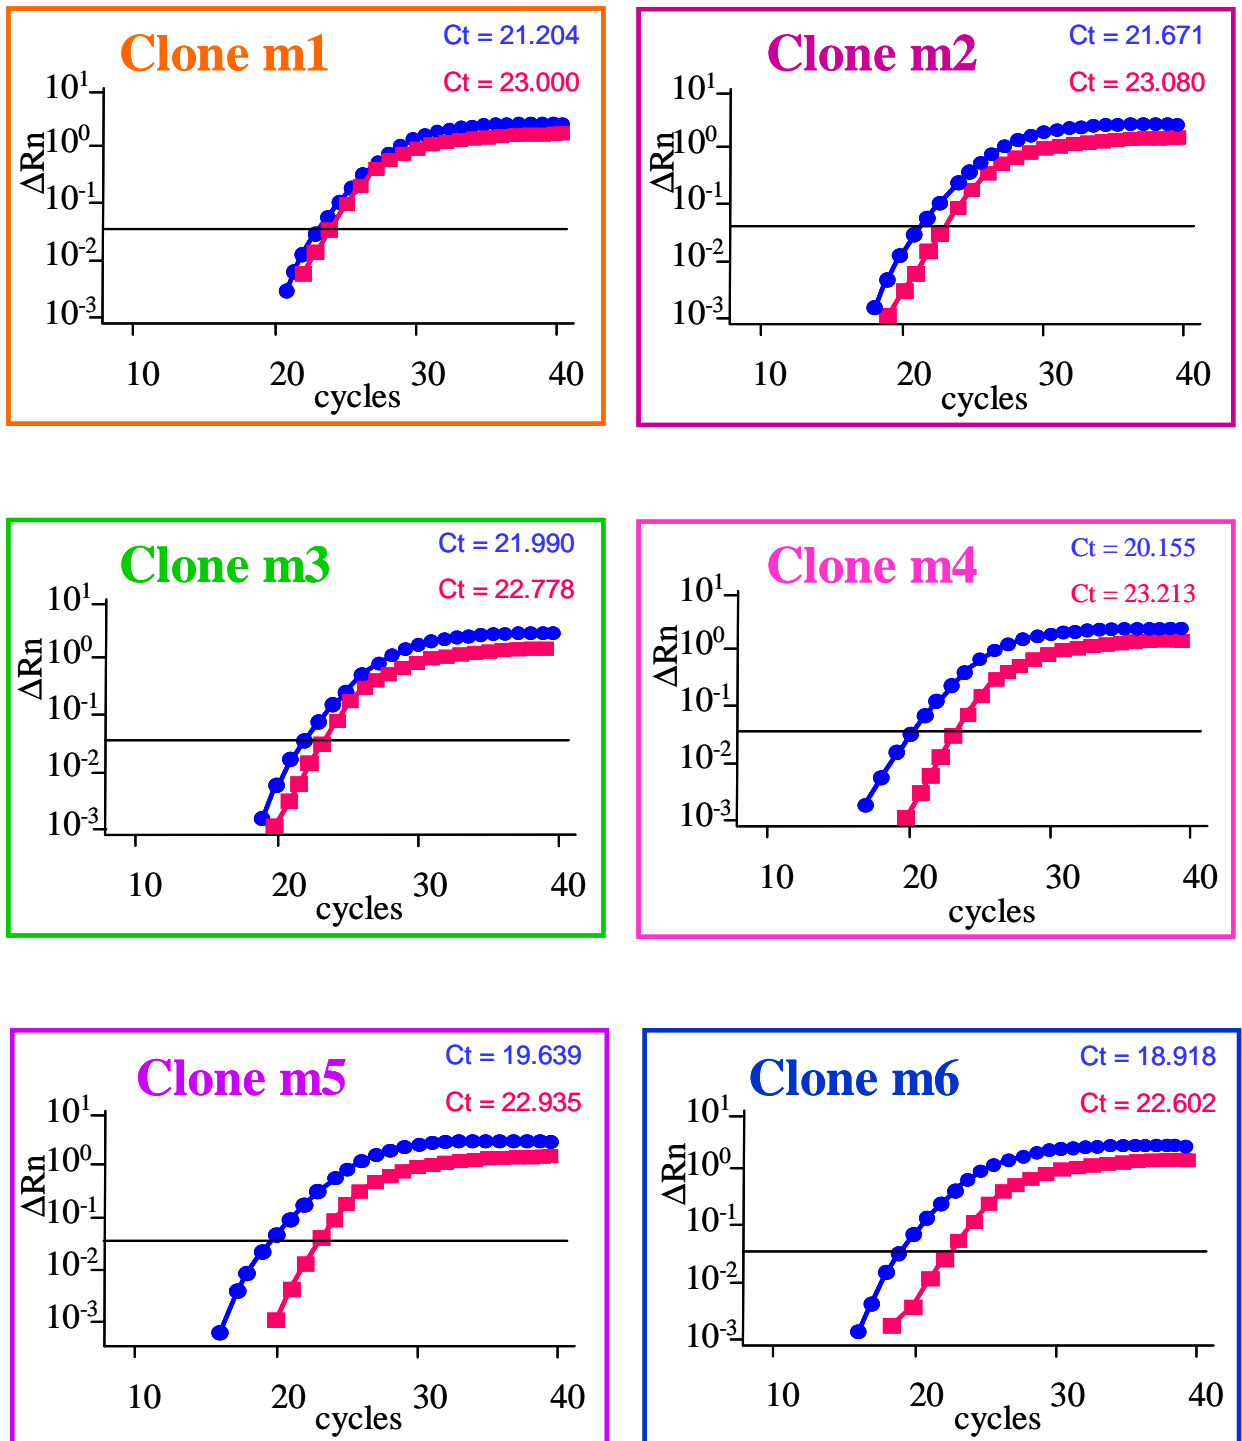 Clone m1
Ct = 21.204
Ct = 23.000
10¹
10⁰
10⁻¹
10⁻²
10⁻³
ΔRn
10 20 30 40
cycles
Clone m2
Ct = 21.671
Ct = 23.080
10¹
10⁰
10⁻¹
10⁻²
10⁻³
ΔRn
10 20 30 40
cycles
Clone m3
Ct = 21.990
Ct = 22.778
10¹
10⁰
10⁻¹
10⁻²
10⁻³
ΔRn
10 20 30 40
cycles
Clone m4
Ct = 20.155
Ct = 23.213
10¹
10⁰
10⁻¹
10⁻²
10⁻³
ΔRn
10 20 30 40
cycles
Clone m5
Ct = 19.639
Ct = 22.935
10¹
10⁰
10⁻¹
10⁻²
10⁻³
ΔRn
10 20 30 40
cycles
Clone m6
Ct = 18.918
Ct = 22.602
10¹
10⁰
10⁻¹
10⁻²
10⁻³
ΔRn
10 20 30 40
cycles